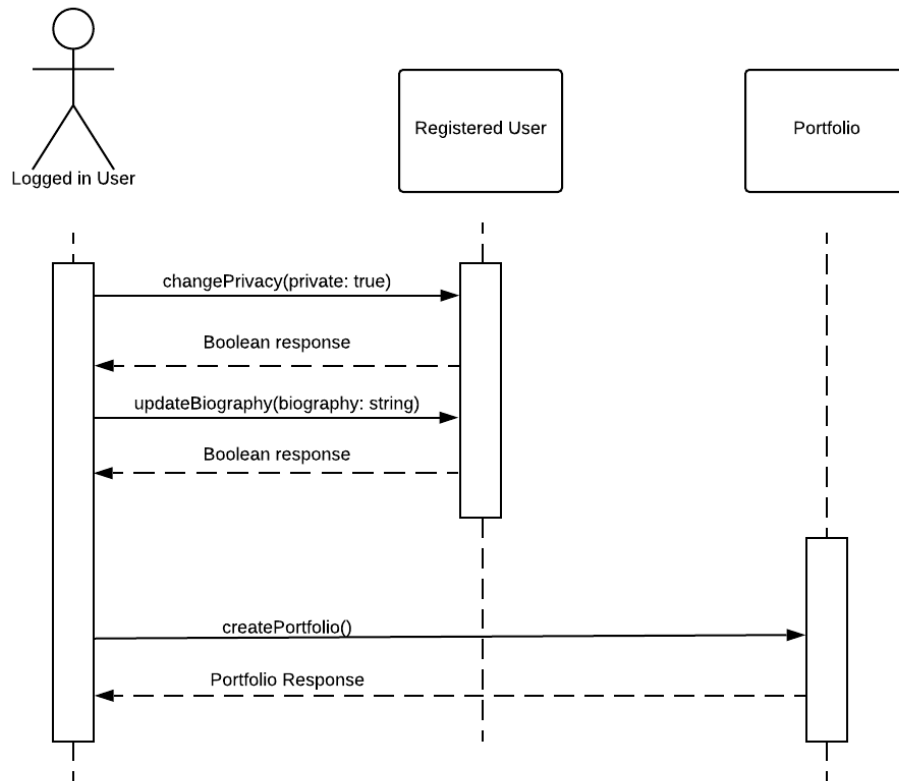 Registered User
Portfolio
Logged in User
changePrivacy(private: true)
Boolean response
updateBiography(biography: string)
Boolean response
createPortfolio()
Portfolio Response